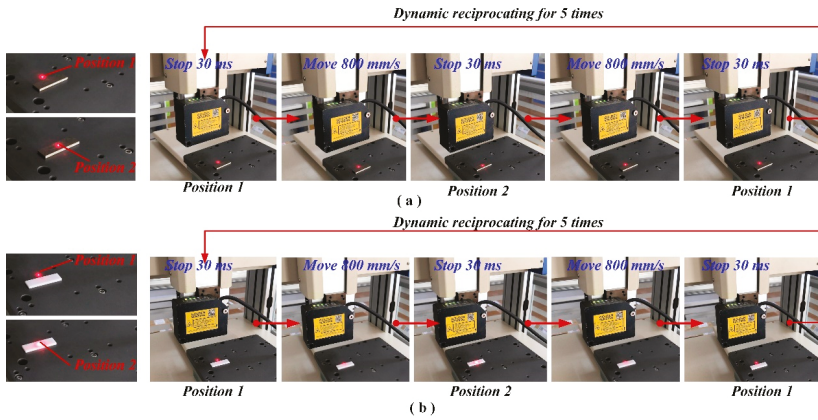 Dynamic reciprocating for 5 times
Position 1
Stop 30 ms
Move 800 mm/s
Stop 30 ms
Move 800 mm/s
Stop 30 ms
Position 2
Position 1
Position 2
Position 1
( a )
Dynamic reciprocating for 5 times
Position 1
Stop 30 ms
Move 800 mm/s
Stop 30 ms
Move 800 mm/s
Stop 30 ms
Position 2
Position 1
Position 2
Position 1
( b )